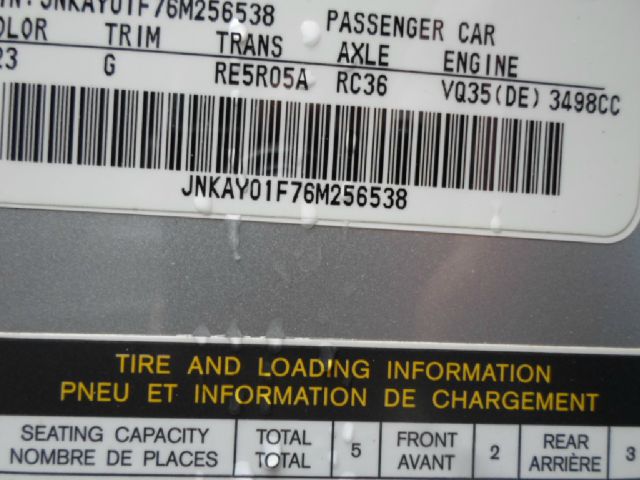 JNKAY01F76M256538 PASSENGER CAR
TRIM TRANS AXLE ENGINE
23 G RE5R05A RC36 VQ35(DE) 3498CC
JNKAY01F76M256538
TIRE AND LOADING INFORMATION
PNEU ET INFORMATION DE CHARGEMENT
SEATING CAPACITY TOTAL 5 FRONT 2 REAR 3
NOMBRE DE PLACES TOTAL AVANT ARRIÈRE